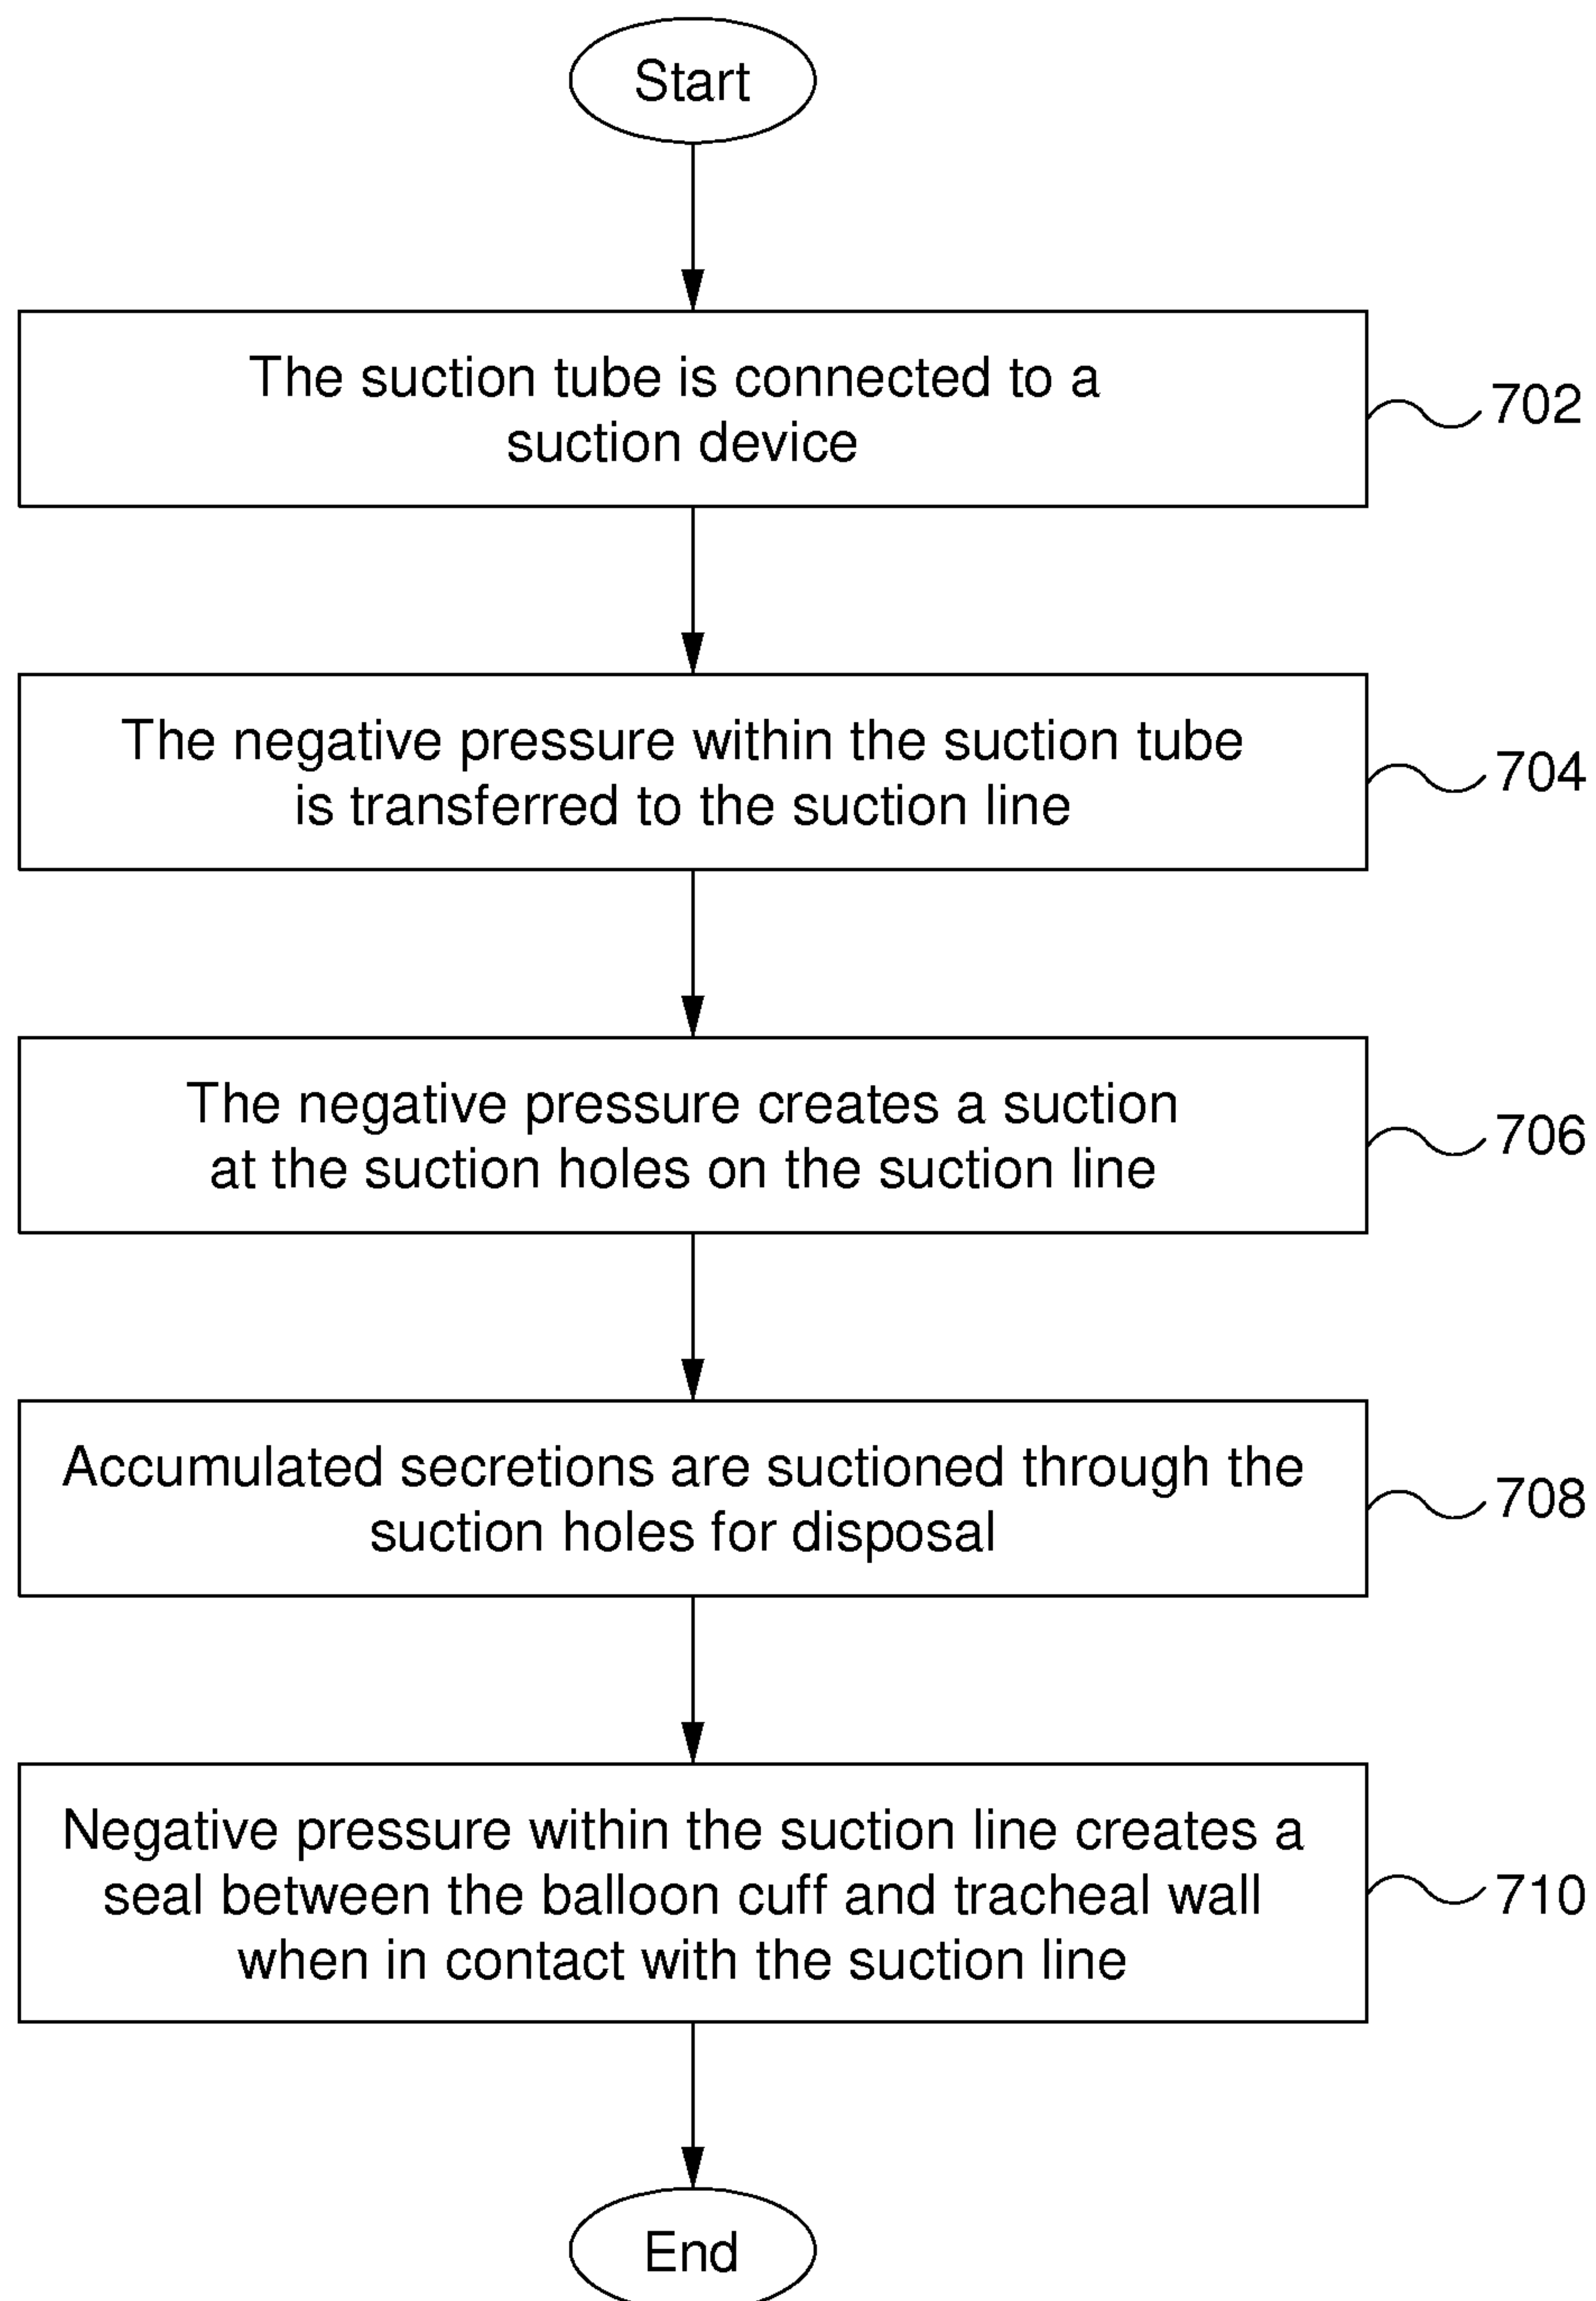 Start
The suction tube is connected to a
suction device
702
The negative pressure within the suction tube
is transferred to the suction line
704
The negative pressure creates a suction
at the suction holes on the suction line
706
Accumulated secretions are suctioned through the
suction holes for disposal
708
Negative pressure within the suction line creates a
seal between the balloon cuff and tracheal wall
when in contact with the suction line
710
End